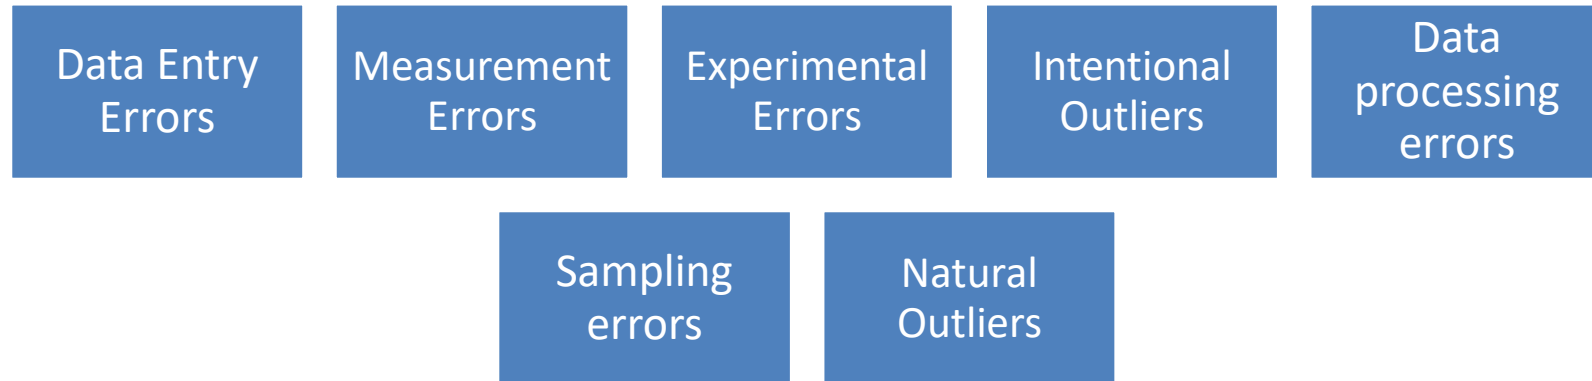 Data Entry
Errors
Measurement
Errors
Experimental
Errors
Intentional
Outliers
Data
processing
errors
Sampling
errors
Natural
Outliers